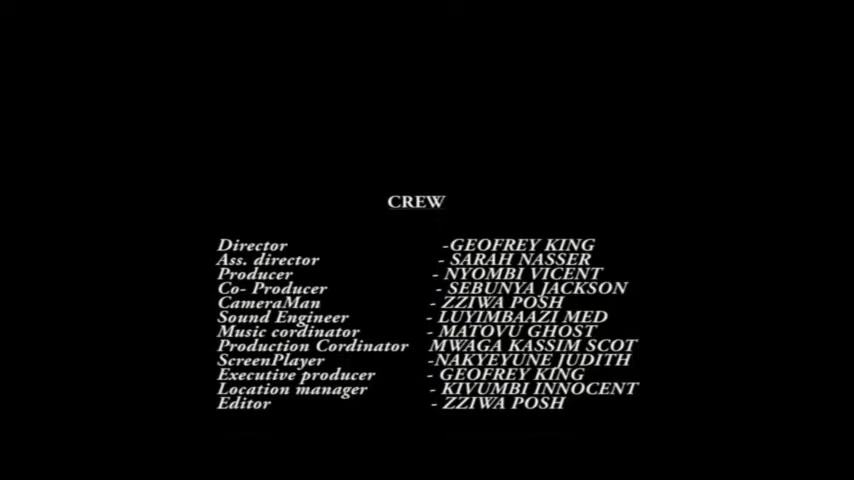 CREW
Director -GEOFREY KING
Ass. director - SARAH NASSER
Producer - NYOMBI VICENT
Co- Producer - SEBUNYA JACKSON
CameraMan - ZZIWA POSH
Sound Engineer - LUYIMBAAZI MED
Music cordinator - MATOVU GHOST
Production Cordinator MWAGA KASSIM SCOT
ScreenPlayer -NAKYEYUNE JUDITH
Executive producer - GEOFREY KING
Location manager - KIVUMBI INNOCENT
Editor - ZZIWA POSH